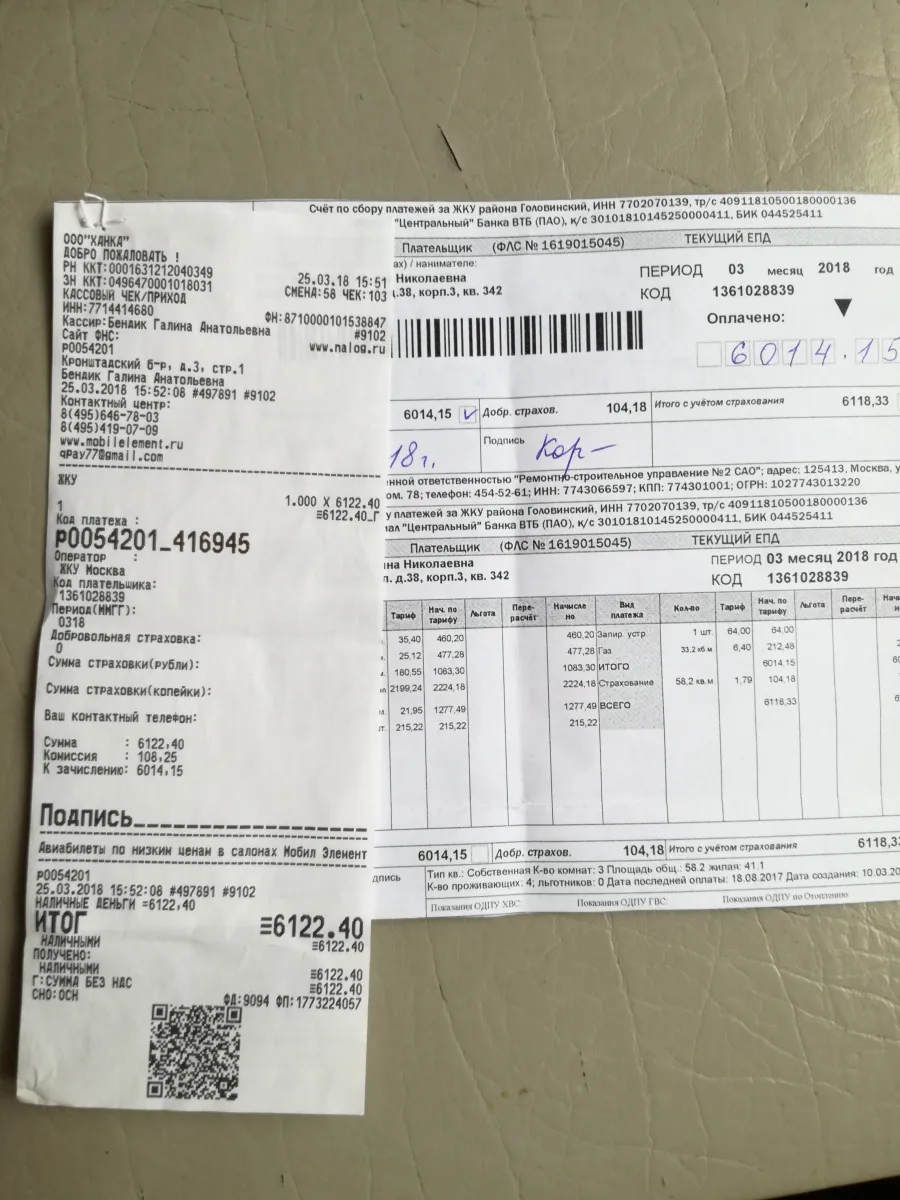 ООО"ХАНКА"
ДОБРО ПОЖАЛОВАТЬ !
РН ККТ:0001631212040349
25.03.18 15:51
ЗН ККТ:0496470001018031
СМЕНА:58 ЧЕК:103
КАССОВЫЙ ЧЕК/ПРИХОД
ИНН:7714414680
ФН:8710000101538847
Кассир:Бендик Галина Анатольевна
#9102
Сайт ФНС:
www.nalog.ru
P0054201
Кронштадский б-р, д.3, стр.1
Бендик Галина Анатольевна
25.03.2018 15:52:08 #497891 #9102
Контактный центр:
8(495)646-78-03
8(495)419-07-09
www.mobilelement.ru
qPay77@gmail.com
ЖКУ
1
1.000 X 6122.40
≡6122.40_Г
Код платежа :
P0054201_416945
Оператор :
ЖКУ Москва
Код плательщика:
1361028839
Период(ММГГ):
0318
Добровольная страховка:
0
Сумма страховки(рубли):
Сумма страховки(копейки):
Ваш контактный телефон:
Сумма : 6122,40
Комиссия : 108,25
К зачислению: 6014,15
Подпись
Авиабилеты по низким ценам в салонах Мобил Элемент
P0054201
25.03.2018 15:52:08 #497891 #9102
НАЛИЧНЫЕ ДЕНЬГИ =6122,40
ИТОГ ≡6122.40
НАЛИЧНЫМИ ≡6122.40
ПОЛУЧЕНО:
НАЛИЧНЫМИ ≡6122.40
Г:СУММА БЕЗ НДС ≡6122.40
СНО:ОСН
ФД:9094 ФП:1773224057
Счёт по сбору платежей за ЖКУ района Головинский, ИНН 7702070139, тр/с 40911810500180000136
"Центральный" Банка ВТБ (ПАО), к/с 30101810145250000411, БИК 044525411
Плательщик (ФЛС № 1619015045) ТЕКУЩИЙ ЕПД
ах) / нанимателе:
Николаевна
.38, корп.3, кв. 342
ПЕРИОД 03 месяц 2018 год
КОД 1361028839
Оплачено:
6014.15
6014,15 Добр. страхов. 104,18 Итого с учётом страхования 6118,33
18г.
Подпись
Кор-
нной ответственностью "Ремонтно-строительное управление №2 САО"; адрес: 125413, Москва, у
ом. 78; телефон: 454-52-61; ИНН: 7743066597; КПП: 774301001; ОГРН: 1027743013220
у платежей за ЖКУ района Головинский, ИНН 7702070139, тр/с 40911810500180000136
ал "Центральный" Банка ВТБ (ПАО), к/с 30101810145250000411, БИК 044525411
Плательщик (ФЛС № 1619015045) ТЕКУЩИЙ ЕПД
на Николаевна
п. д.38, корп.3, кв. 342
ПЕРИОД 03 месяц 2018 год
КОД 1361028839
Тариф Нач. по тарифу Льгота Пере-расчёт Начислено Вид платежа Кол-во Тариф Нач. по тарифу Льгота Пере-расчёт Начи
35,40 460,20 460,20 Запир. устр. 1 шт. 64,00 64,00
25,12 477,28 477,28 Газ 33,2 кб.м 6,40 212,48
180,55 1083,30 1083,30 ИТОГО 6014,15
2199,24 2224,18 2224,18 Страхование 58,2 кв.м 1,79 104,18
21,95 1277,49 1277,49 ВСЕГО 6118,33
215,22 215,22 215,22
6014,15 Добр. страхов. 104,18 Итого с учётом страхования 6118,33
дпись
Тип кв.: Собственная К-во комнат: 3 Площадь общ.: 58.2 жилая: 41.1
К-во проживающих: 4; льготников: 0 Дата последней оплаты: 18.08.2017 Дата создания: 10.03.20
Показания ОДПУ ХВС: Показания ОДПУ ГВС: Показания ОДПУ по Отоплению: